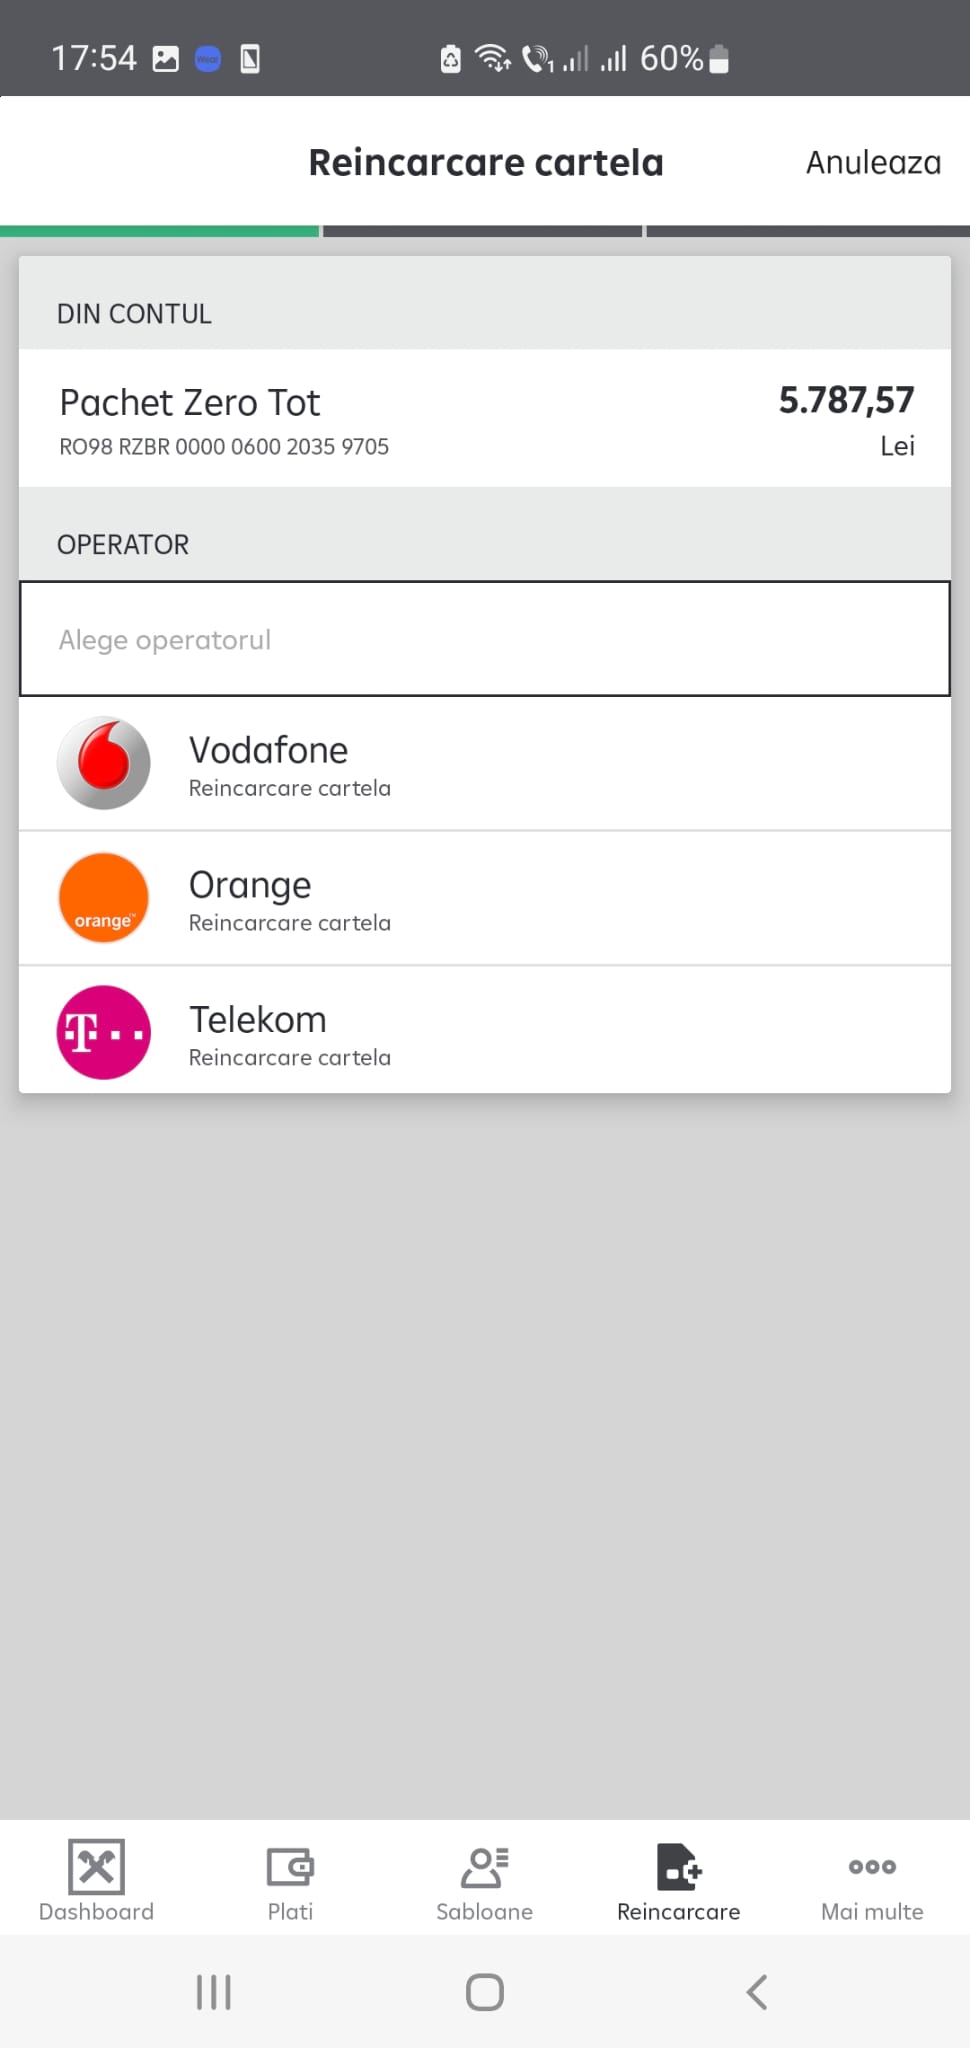 17:54
60%
Reincarcare cartela
Anuleaza
DIN CONTUL
Pachet Zero Tot
5.787,57
RO98 RZBR 0000 0600 2035 9705
Lei
OPERATOR
Alege operatorul
Vodafone
Reincarcare cartela
orange™
Orange
Reincarcare cartela
T
Telekom
Reincarcare cartela
Dashboard
Plati
Sabloane
Reincarcare
Mai multe